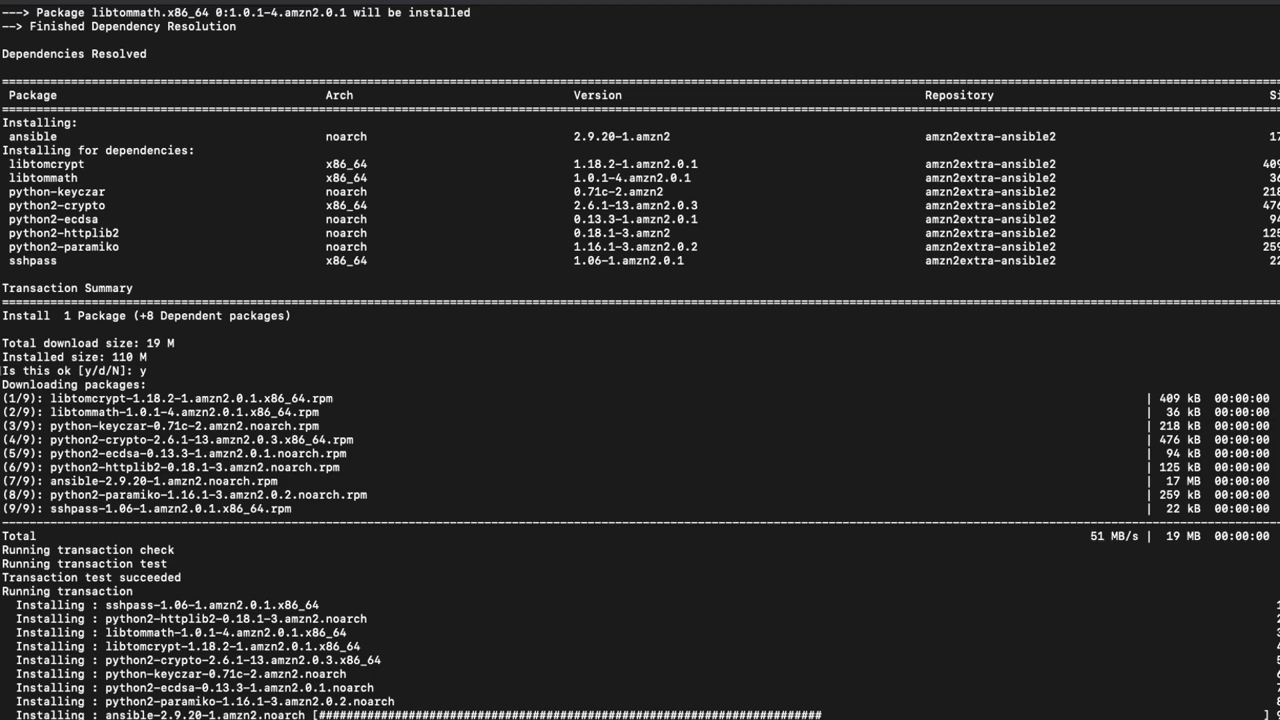 ---> Package libtommath.x86_64 0:1.0.1-4.amzn2.0.1 will be installed
--> Finished Dependency Resolution
Dependencies Resolved
================================================================================
Package Arch Version Repository
================================================================================
Installing:
ansible noarch 2.9.20-1.amzn2 amzn2extra-ansible2
Installing for dependencies:
libtomcrypt x86_64 1.18.2-1.amzn2.0.1 amzn2extra-ansible2
libtommath x86_64 1.0.1-4.amzn2.0.1 amzn2extra-ansible2
python-keyczar noarch 0.71c-2.amzn2 amzn2extra-ansible2
python2-crypto x86_64 2.6.1-13.amzn2.0.3 amzn2extra-ansible2
python2-ecdsa noarch 0.13.3-1.amzn2.0.1 amzn2extra-ansible2
python2-httplib2 noarch 0.18.1-3.amzn2 amzn2extra-ansible2
python2-paramiko noarch 1.16.1-3.amzn2.0.2 amzn2extra-ansible2
sshpass x86_64 1.06-1.amzn2.0.1 amzn2extra-ansible2
Transaction Summary
================================================================================
Install 1 Package (+8 Dependent packages)
Total download size: 19 M
Installed size: 110 M
Is this ok [y/d/N]: y
Downloading packages:
(1/9): libtomcrypt-1.18.2-1.amzn2.0.1.x86_64.rpm | 409 kB 00:00:00
(2/9): libtommath-1.0.1-4.amzn2.0.1.x86_64.rpm | 36 kB 00:00:00
(3/9): python-keyczar-0.71c-2.amzn2.noarch.rpm | 218 kB 00:00:00
(4/9): python2-crypto-2.6.1-13.amzn2.0.3.x86_64.rpm | 476 kB 00:00:00
(5/9): python2-ecdsa-0.13.3-1.amzn2.0.1.noarch.rpm | 94 kB 00:00:00
(6/9): python2-httplib2-0.18.1-3.amzn2.noarch.rpm | 125 kB 00:00:00
(7/9): ansible-2.9.20-1.amzn2.noarch.rpm | 17 MB 00:00:00
(8/9): python2-paramiko-1.16.1-3.amzn2.0.2.noarch.rpm | 259 kB 00:00:00
(9/9): sshpass-1.06-1.amzn2.0.1.x86_64.rpm | 22 kB 00:00:00
--------------------------------------------------------------------------------
Total 51 MB/s | 19 MB 00:00:00
Running transaction check
Running transaction test
Transaction test succeeded
Running transaction
Installing : sshpass-1.06-1.amzn2.0.1.x86_64
Installing : python2-httplib2-0.18.1-3.amzn2.noarch
Installing : libtommath-1.0.1-4.amzn2.0.1.x86_64
Installing : libtomcrypt-1.18.2-1.amzn2.0.1.x86_64
Installing : python2-crypto-2.6.1-13.amzn2.0.3.x86_64
Installing : python-keyczar-0.71c-2.amzn2.noarch
Installing : python2-ecdsa-0.13.3-1.amzn2.0.1.noarch
Installing : python2-paramiko-1.16.1-3.amzn2.0.2.noarch
Installing : ansible-2.9.20-1.amzn2.noarch [######################################################################### ]